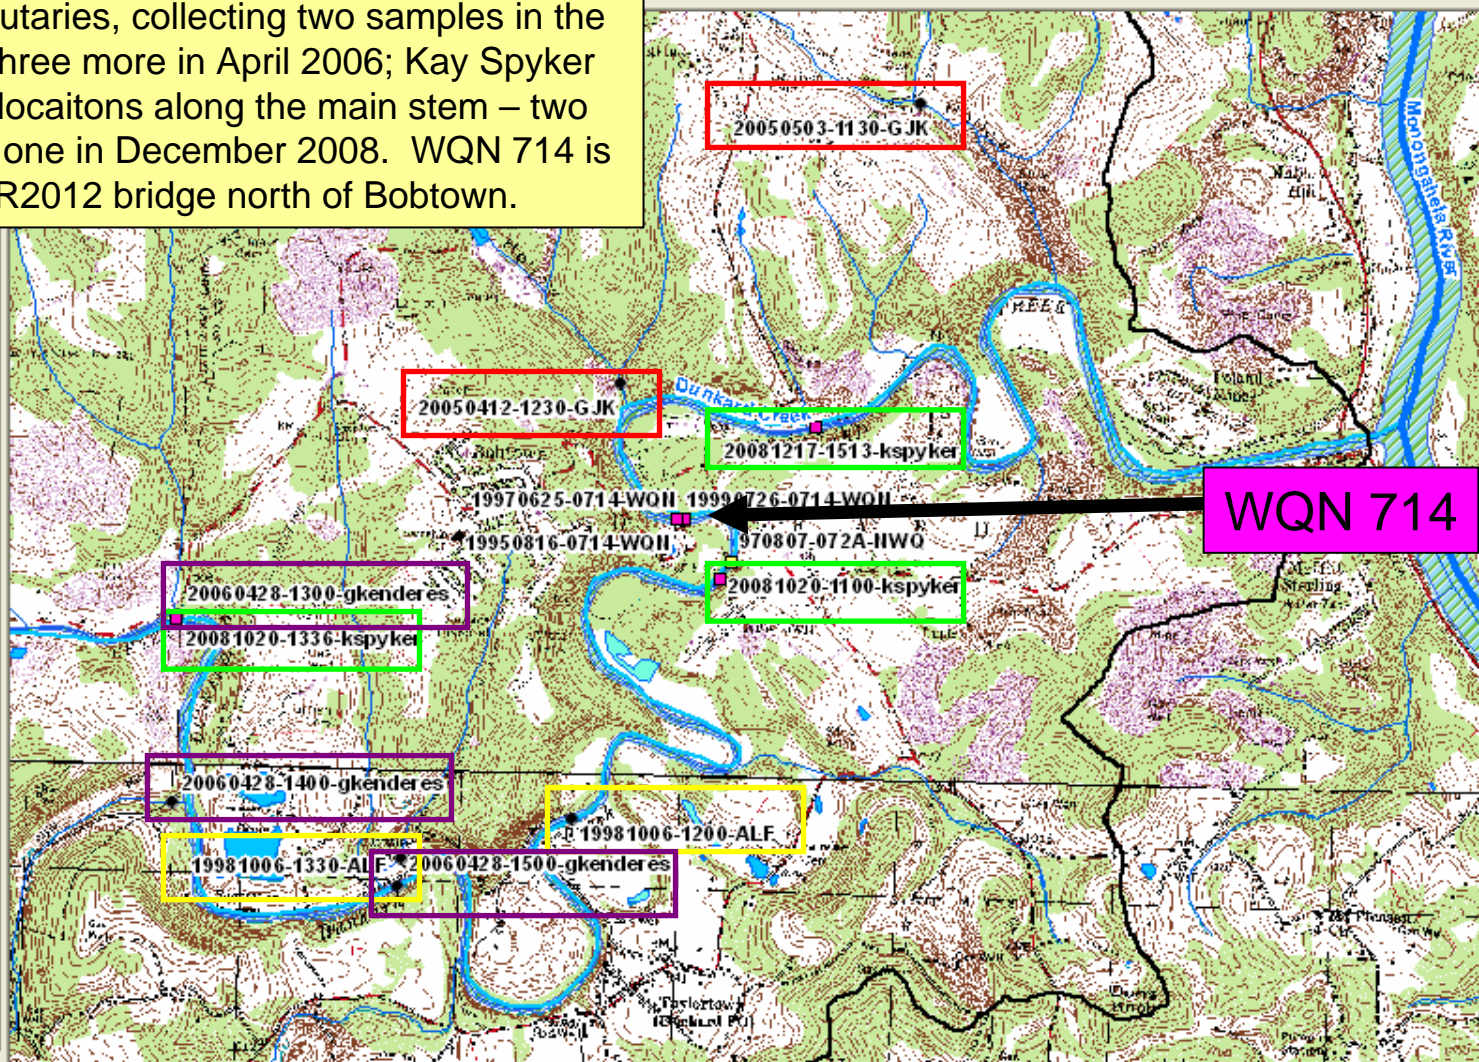 utaries, collecting two samples in the
hree more in April 2006; Kay Spyker
locaitons along the main stem – two
one in December 2008.  WQN 714 is
R2012 bridge north of Bobtown.
20050503-1130-GJK
Monongahela River
CREEK
20050412-1230-GJK
Dunkard Creek
20081217-1513-kspyker
Poland
19970625-0714-WQN 19990726-0714-WQN
WQN 714
19950816-0714-WQN
970807-072A-NWQ
20060428-1300-gkenderes
20081020-1100-kspyker
Sterling
20081020-1336-kspyker
20060428-1400-gkenderes
19981006-1200-ALF
19981006-1330-ALF
20060428-1500-gkenderes
Taylortown